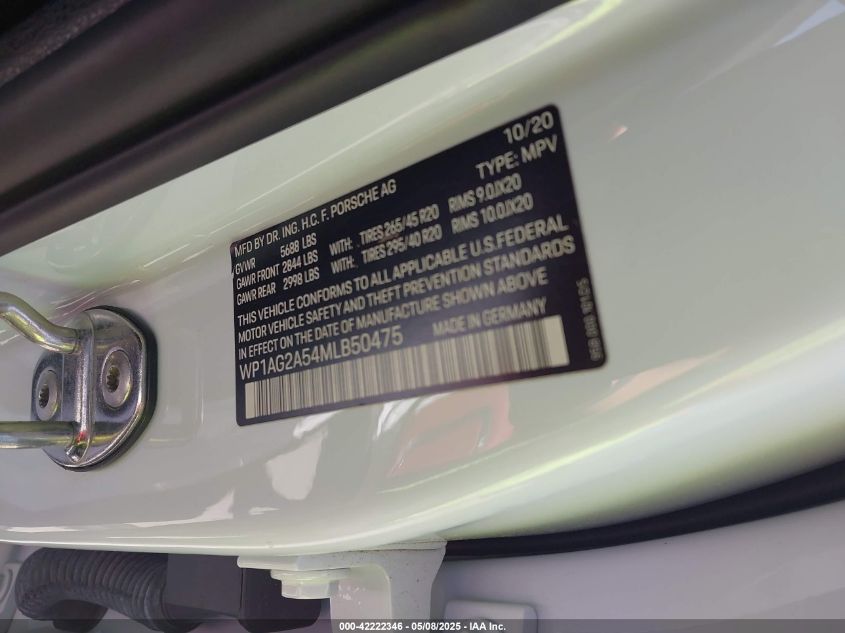 10/20
MFD BY DR. ING. H.C. F. PORSCHE AG TYPE: MPV
GVWR 5688 LBS
GAWR FRONT 2844 LBS WITH: TIRES 265/45 R20 RIMS 9.0JX20
GAWR REAR 2998 LBS WITH: TIRES 295/40 R20 RIMS 10.0JX20
THIS VEHICLE CONFORMS TO ALL APPLICABLE U.S. FEDERAL
MOTOR VEHICLE SAFETY AND THEFT PREVENTION STANDARDS
IN EFFECT ON THE DATE OF MANUFACTURE SHOWN ABOVE
WP1AG2A54MLB50475 MADE IN GERMANY
000-42222346 - 05/08/2025 - IAA Inc.